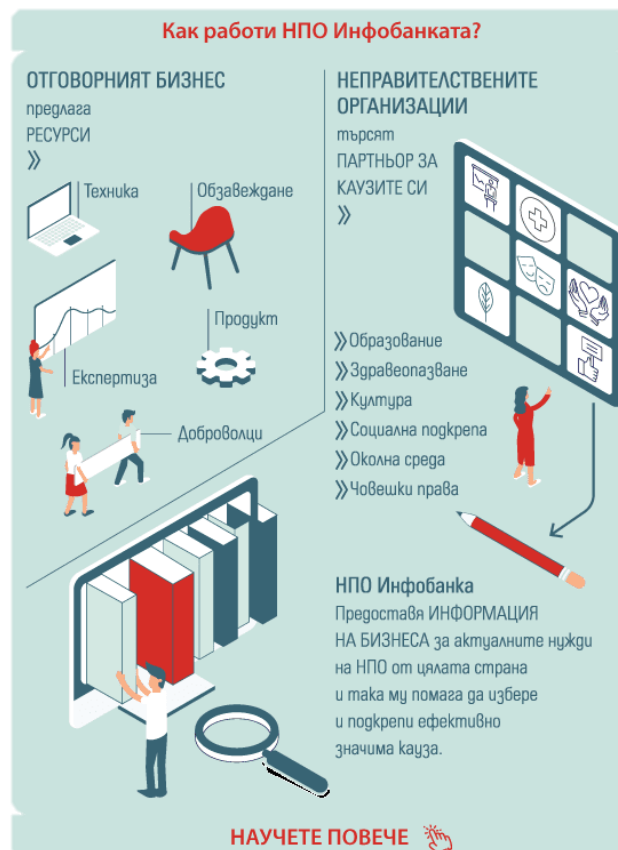 Как работи НПО Инфобанката?
ОТГОВОРНИЯТ БИЗНЕС
предлага
РЕСУРСИ
»
Техника
Обзавеждане
Експертиза
Продукт
Доброволци
НЕПРАВИТЕЛСТВЕНИТЕ
ОРГАНИЗАЦИИ
търсят
ПАРТНЬОР ЗА
КАУЗИТЕ СИ
»
» Образование
» Здравеопазване
» Култура
» Социална подкрепа
» Околна среда
» Човешки права
НПО Инфобанка
Предоставя ИНФОРМАЦИЯ
НА БИЗНЕСА за актуалните нужди
на НПО от цялата страна
и така му помага да избере
и подкрепи ефективно
значима кауза.
НАУЧЕТЕ ПОВЕЧЕ